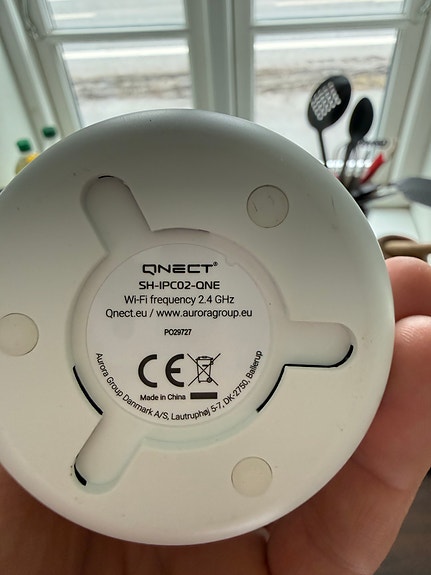 QNECT®
SH-IPC02-QNE
Wi-Fi frequency 2.4 GHz
Qnect.eu / www.auroragroup.eu
PO29727
CE
Made in China
Aurora Group Danmark A/S, Lautruphøj 5-7, DK-2750, Ballerup